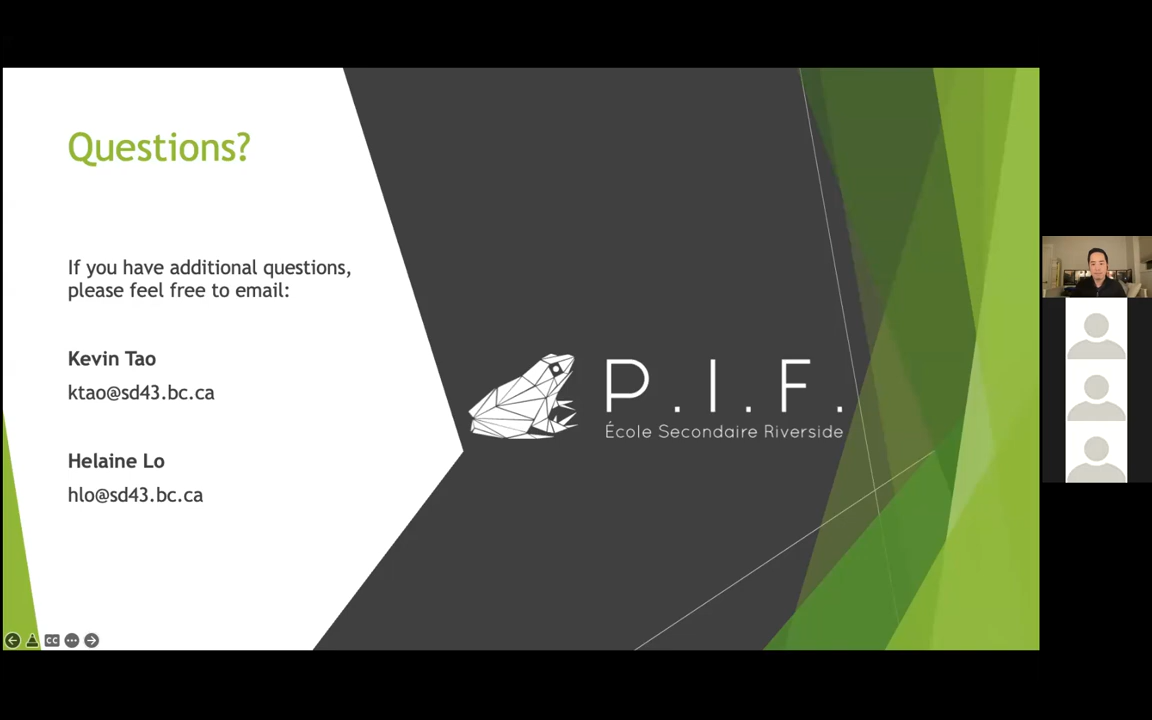 Questions?
If you have additional questions,
please feel free to email:
Kevin Tao
ktao@sd43.bc.ca
Helaine Lo
hlo@sd43.bc.ca
P.I.F.
École Secondaire Riverside
CC